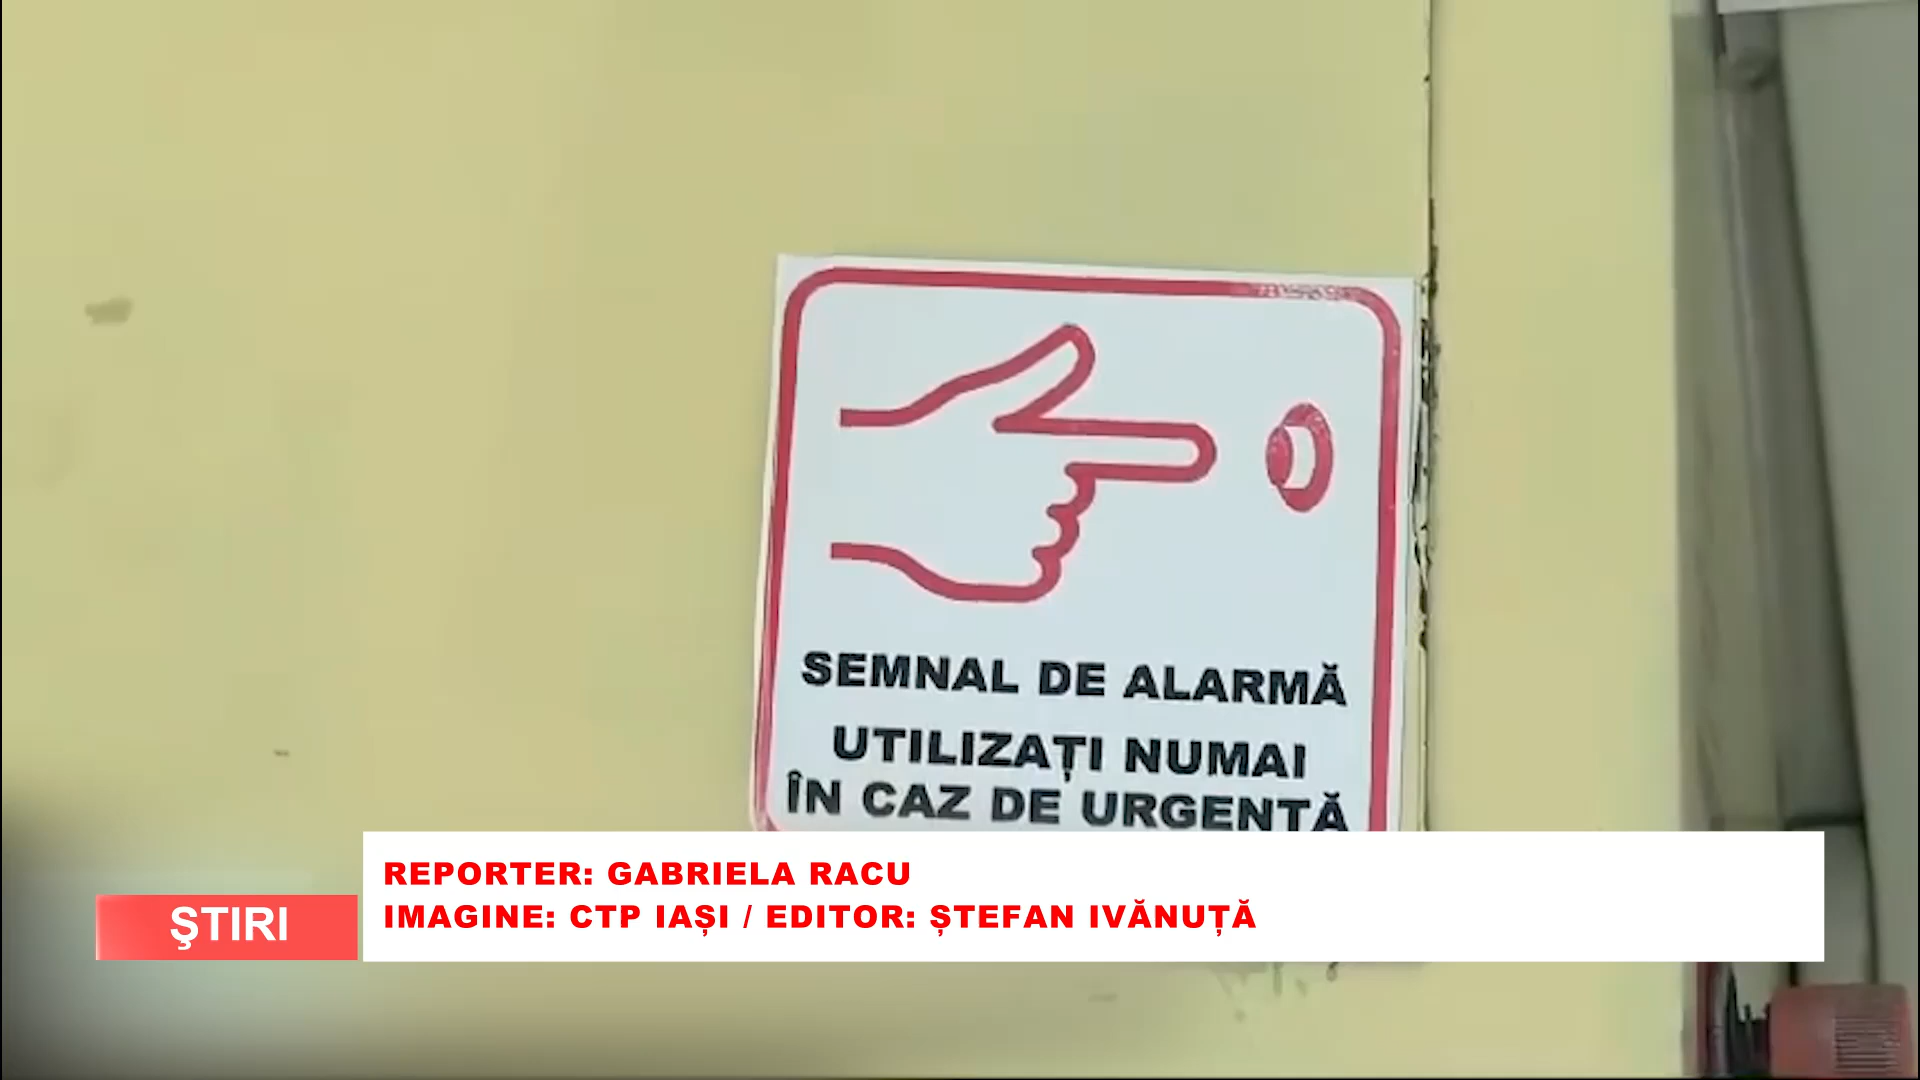 SEMNAL DE ALARMĂ
UTILIZAȚI NUMAI
ÎN CAZ DE URGENȚĂ
REPORTER: GABRIELA RACU
IMAGINE: CTP IAȘI / EDITOR: ȘTEFAN IVĂNUȚĂ
ŞTIRI